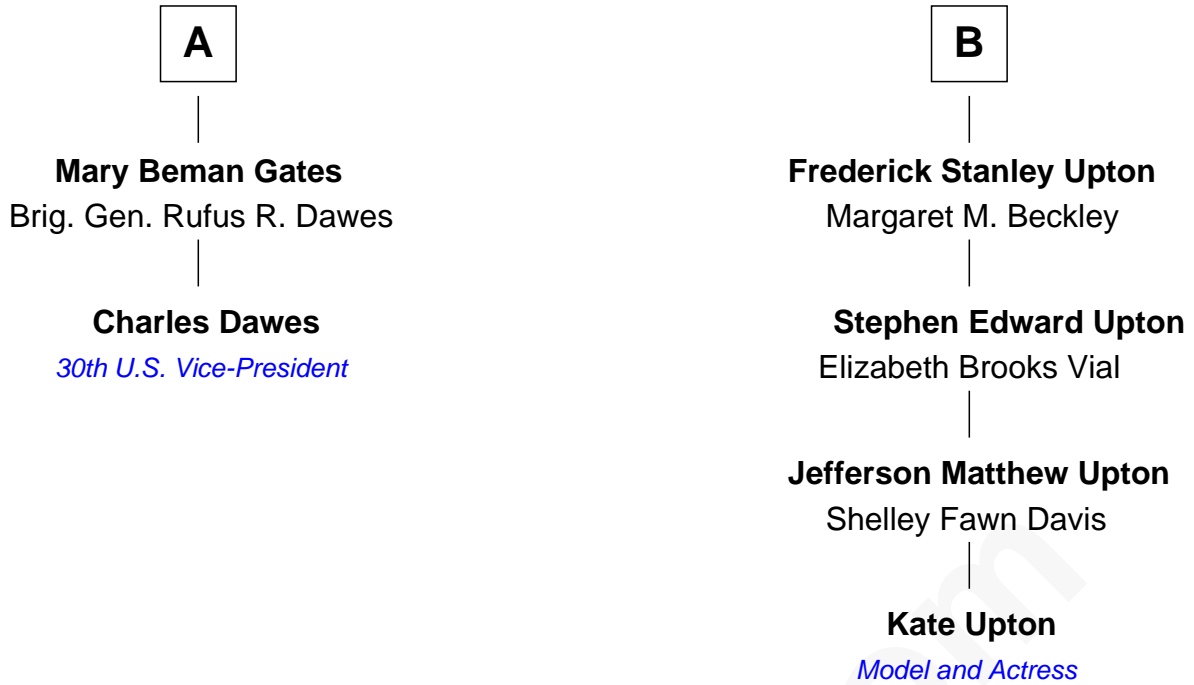 A
Mary Beman Gates
Brig. Gen. Rufus R. Dawes
Charles Dawes
30th U.S. Vice-President
B
Frederick Stanley Upton
Margaret M. Beckley
Stephen Edward Upton
Elizabeth Brooks Vial
Jefferson Matthew Upton
Shelley Fawn Davis
Kate Upton
Model and Actress